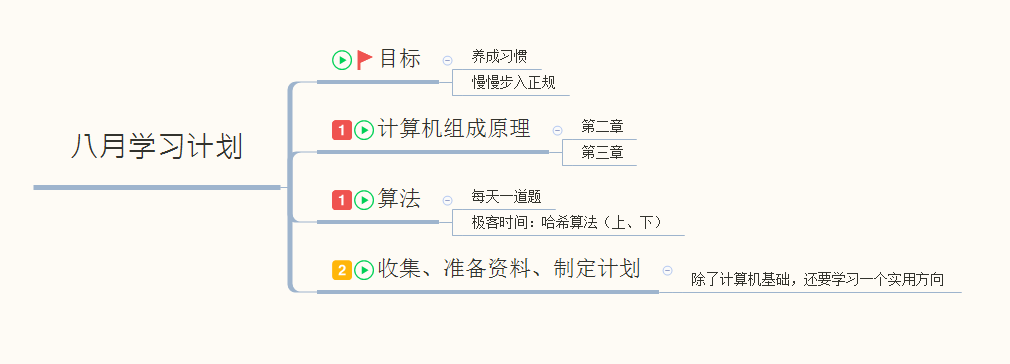 八月学习计划
目标
养成习惯
慢慢步入正规
1 计算机组成原理
第二章
第三章
1 算法
每天一道题
极客时间：哈希算法（上、下）
2 收集、准备资料、制定计划
除了计算机基础，还要学习一个实用方向